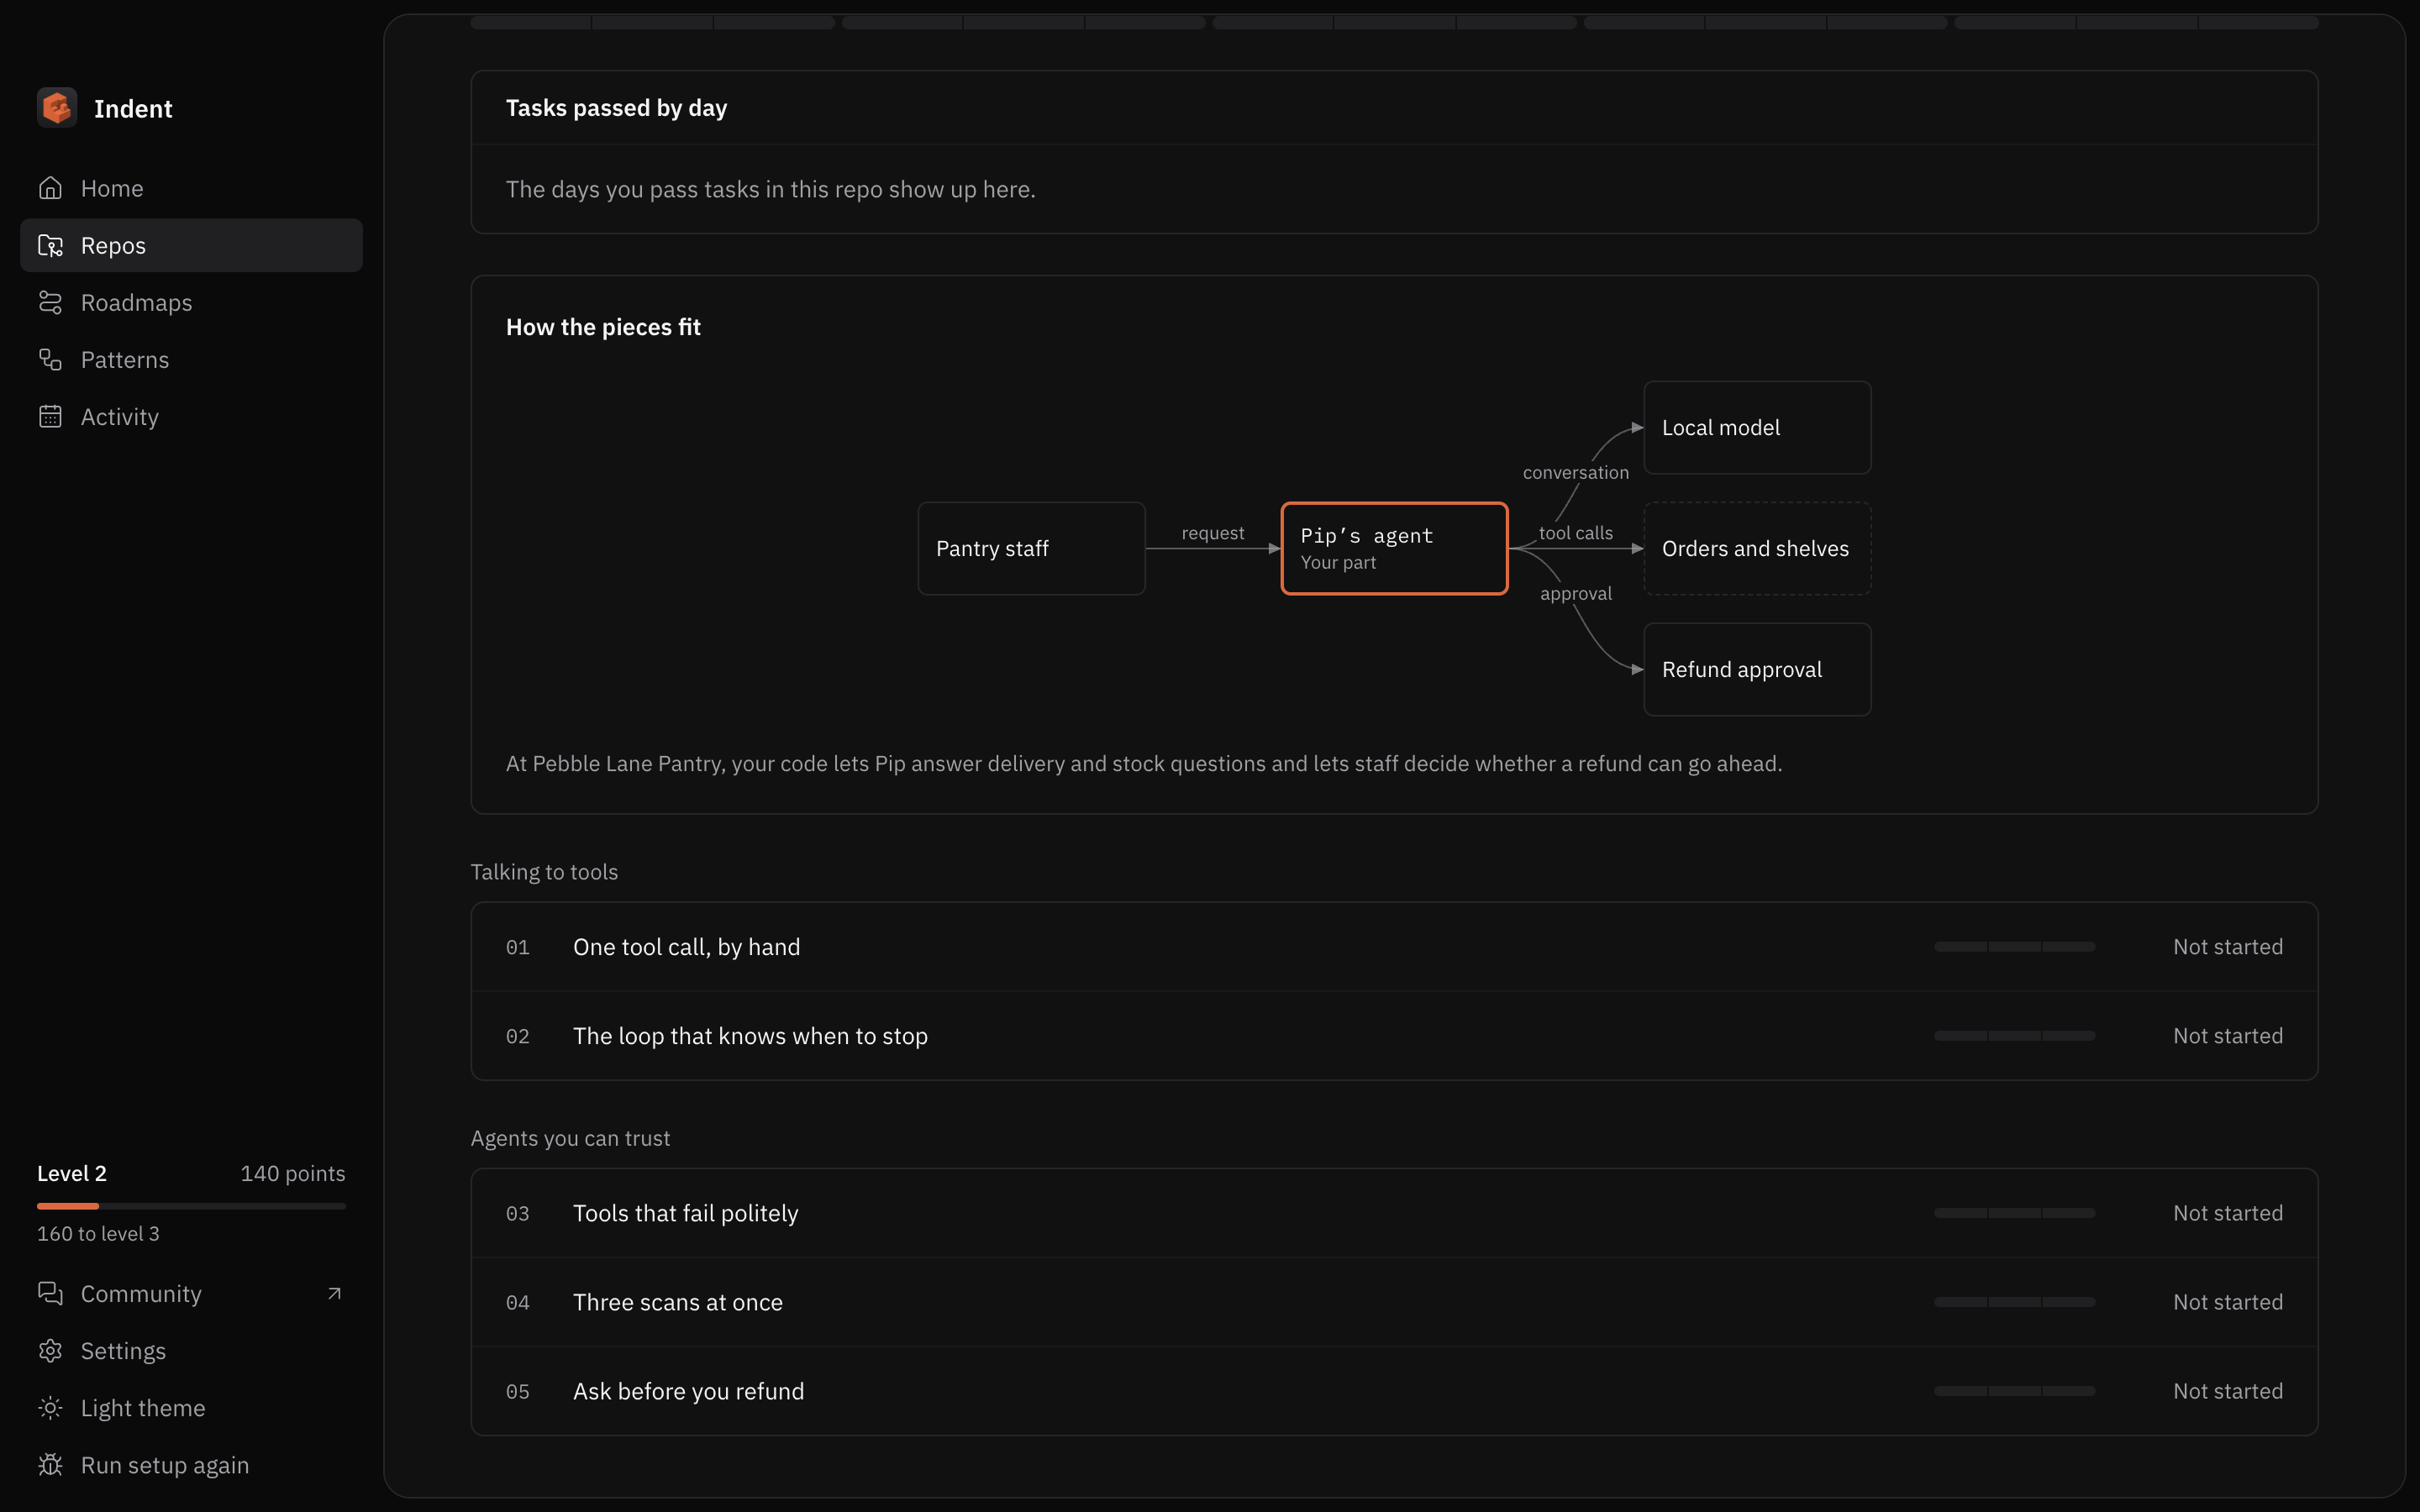 Indent
Home
Repos
Roadmaps
Patterns
Activity
Level 2
140 points
160 to level 3
Community
Settings
Light theme
Run setup again
Tasks passed by day
The days you pass tasks in this repo show up here.
How the pieces fit
Pantry staff
request
Pip’s agent
Your part
conversation
tool calls
approval
Local model
Orders and shelves
Refund approval
At Pebble Lane Pantry, your code lets Pip answer delivery and stock questions and lets staff decide whether a refund can go ahead.
Talking to tools
01 One tool call, by hand Not started
02 The loop that knows when to stop Not started
Agents you can trust
03 Tools that fail politely Not started
04 Three scans at once Not started
05 Ask before you refund Not started